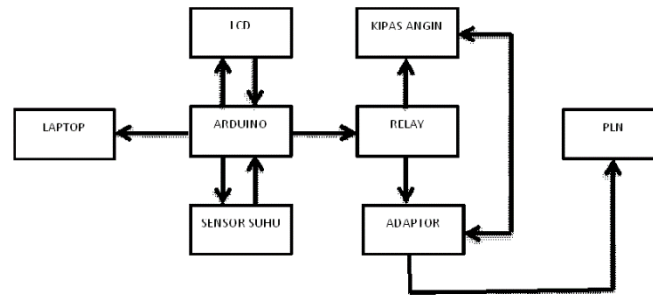 LCD
KIPAS ANGIN
LAPTOP
ARDUINO
RELAY
PLN
SENSOR SUHU
ADAPTOR